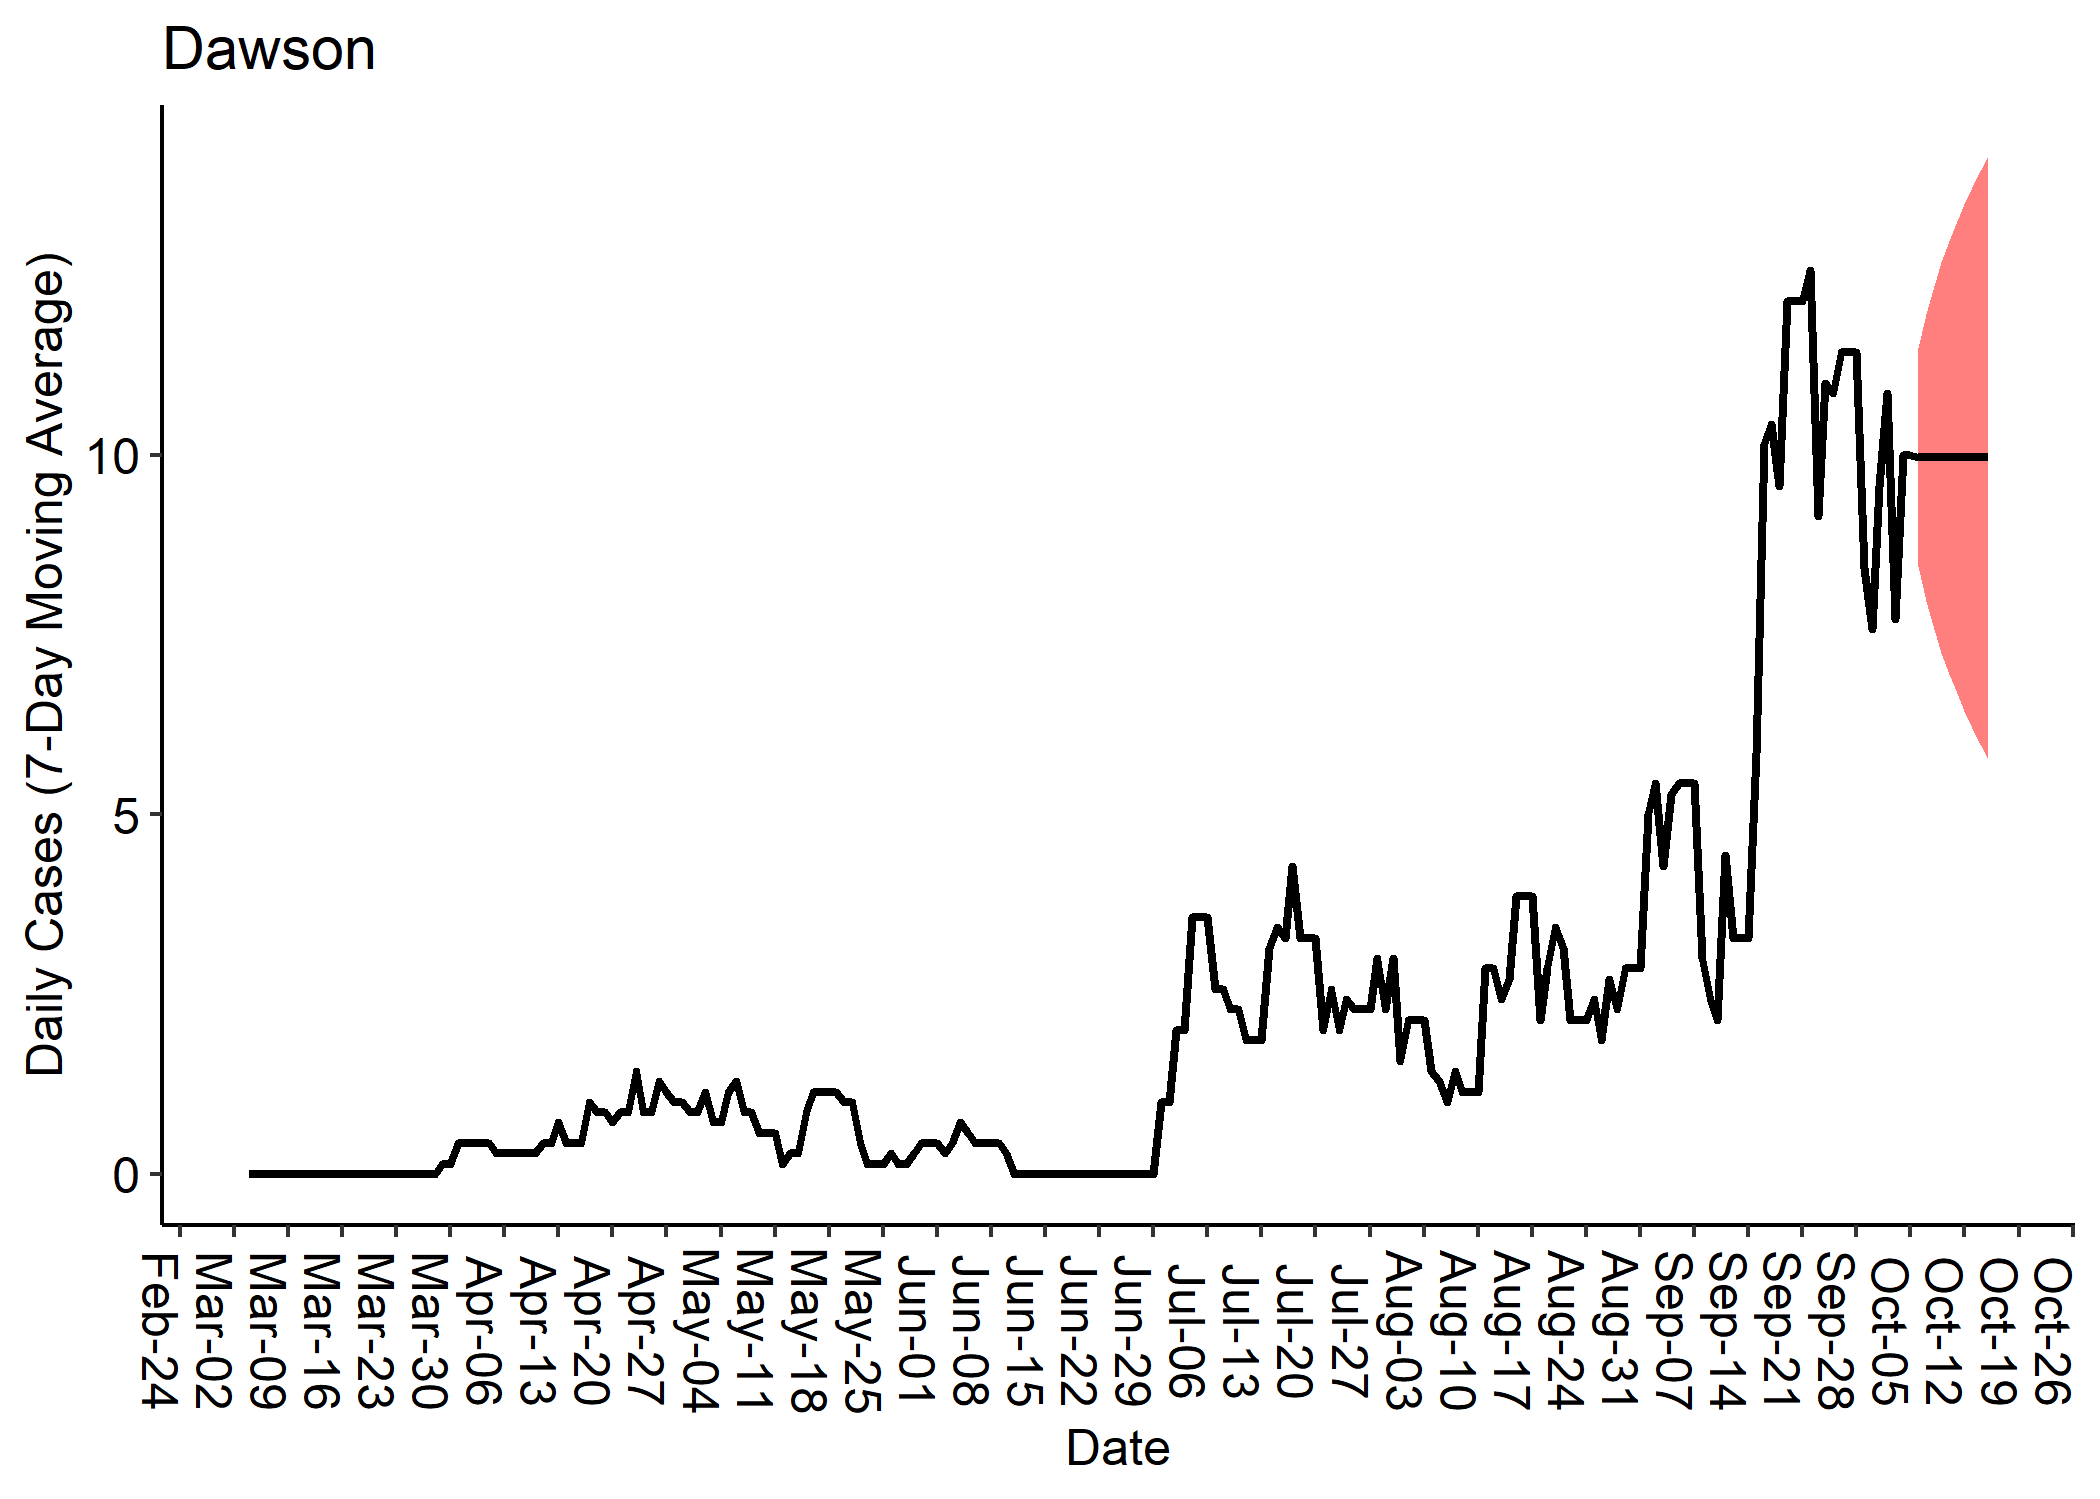 Dawson
Daily Cases (7-Day Moving Average)
10
5
0
Feb-24
Mar-02
Mar-09
Mar-16
Mar-23
Mar-30
Apr-06
Apr-13
Apr-20
Apr-27
May-04
May-11
May-18
May-25
Jun-01
Jun-08
Jun-15
Jun-22
Jun-29
Jul-06
Jul-13
Jul-20
Jul-27
Aug-03
Aug-10
Aug-17
Aug-24
Aug-31
Sep-07
Sep-14
Sep-21
Sep-28
Oct-05
Oct-12
Oct-19
Oct-26
Date